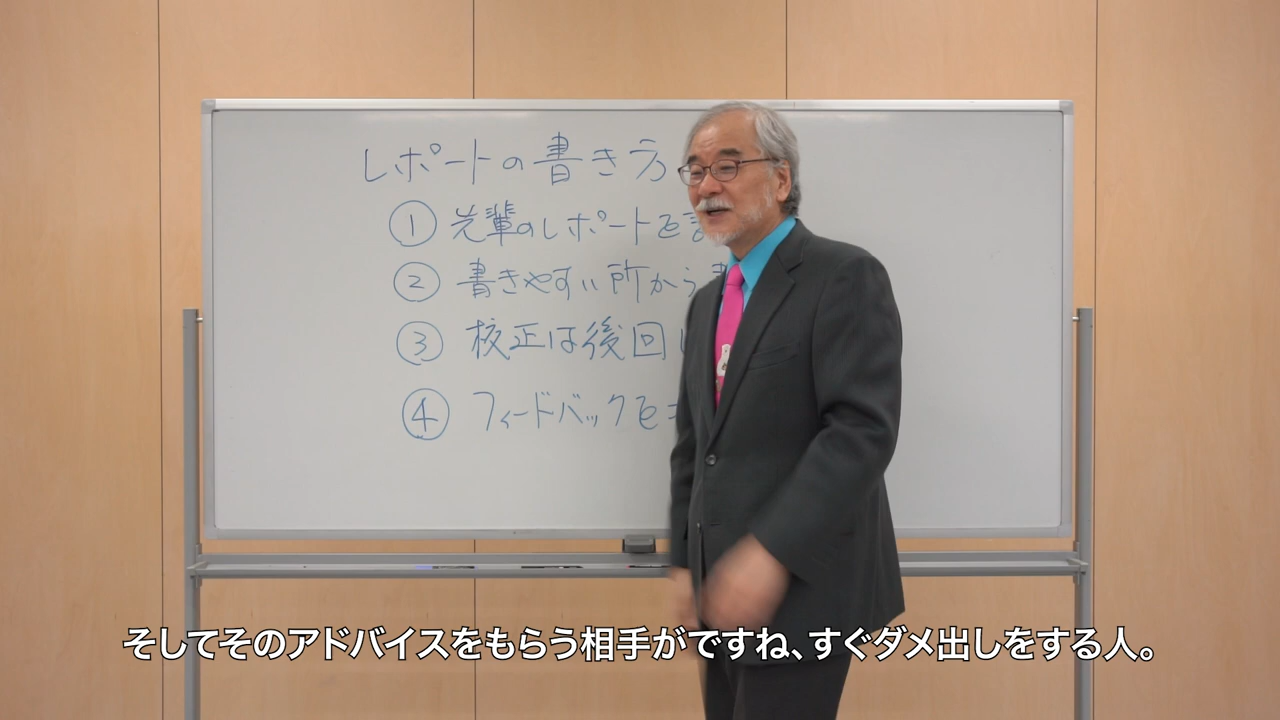 レポートの書き方
① 先輩のレポートを
② 書きやすい所から
③ 校正は後回し
④ フィードバックを
そしてそのアドバイスをもらう相手がですね、すぐダメ出しをする人。